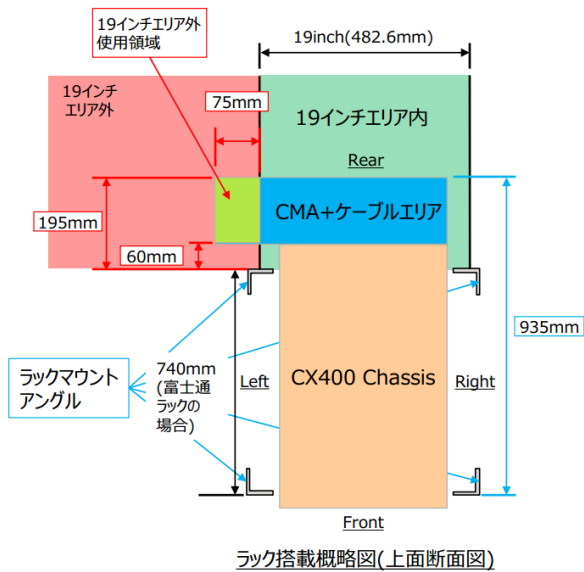 19インチエリア外
使用領域
19inch(482.6mm)
19インチ
エリア外
75mm
19インチエリア内
Rear
CMA+ケーブルエリア
195mm
60mm
935mm
ラックマウント
アングル
740mm
(富士通
ラックの
場合)
Left
CX400 Chassis
Right
Front
ラック搭載概略図(上面断面図)